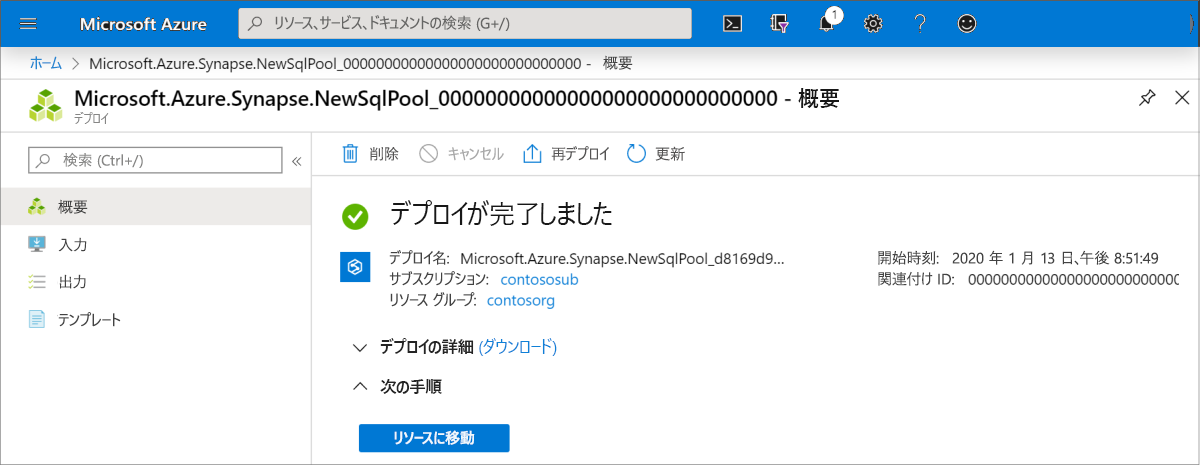 Microsoft Azure
リソース、サービス、ドキュメントの検索 (G+/)
1
ホーム > Microsoft.Azure.Synapse.NewSqlPool_00000000000000000000000000000 - 概要
Microsoft.Azure.Synapse.NewSqlPool_00000000000000000000000000000 - 概要
デプロイ
検索 (Ctrl+/)
«
削除 キャンセル 再デプロイ 更新
概要
入力
出力
テンプレート
デプロイが完了しました
デプロイ名: Microsoft.Azure.Synapse.NewSqlPool_d8169d9...
サブスクリプション: contososub
リソース グループ: contosorg
開始時刻: 2020 年 1 月 13 日、午後 8:51:49
関連付け ID: 00000000000000000000000000
デプロイの詳細 (ダウンロード)
次の手順
リソースに移動